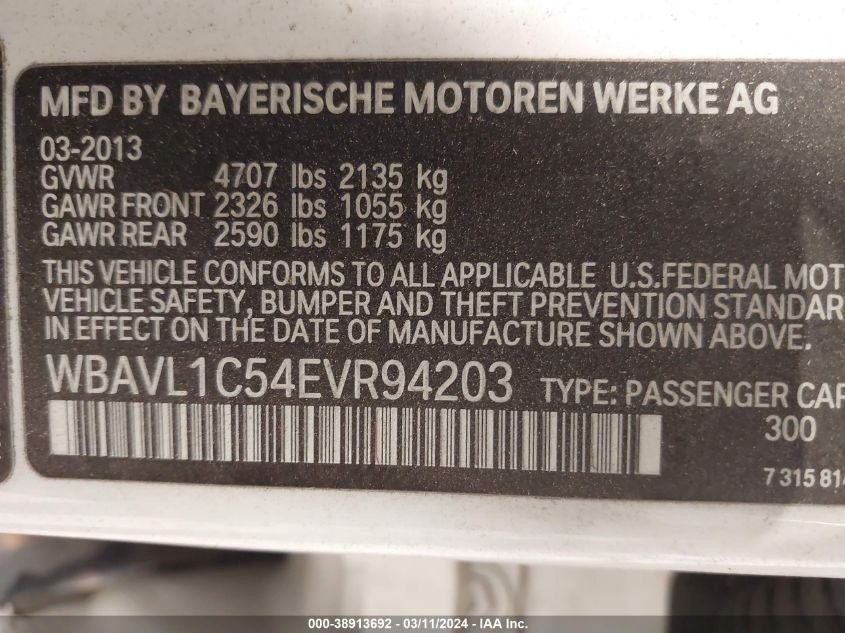 MFD BY BAYERISCHE MOTOREN WERKE AG
03-2013
GVWR 4707 lbs 2135 kg
GAWR FRONT 2326 lbs 1055 kg
GAWR REAR 2590 lbs 1175 kg
THIS VEHICLE CONFORMS TO ALL APPLICABLE U.S.FEDERAL MOT
VEHICLE SAFETY, BUMPER AND THEFT PREVENTION STANDAR
IN EFFECT ON THE DATE OF MANUFACTURE SHOWN ABOVE.
WBAVL1C54EVR94203 TYPE: PASSENGER CAR
300
7 315 814
000-38913692 - 03/11/2024 - IAA Inc.